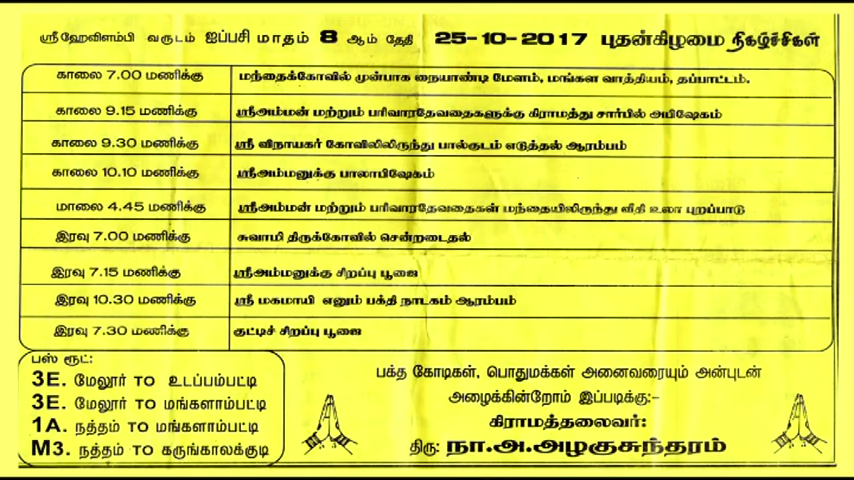 ஸ்ரீஹேவிளம்பி வருடம் ஐப்பசி மாதம் 8 ஆம் தேதி 25-10-2017 புதன்கிழமை நிகழ்ச்சிகள்
காலை 7.00 மணிக்கு மந்தைக்கோவில் முன்பாக நையாண்டி மேளம், மங்கள வாத்தியம், தப்பாட்டம்.
காலை 9.15 மணிக்கு ஸ்ரீஅம்மன் மற்றும் பரிவாரதேவதைகளுக்கு கிராமத்து சார்பில் அபிஷேகம்
காலை 9.30 மணிக்கு ஸ்ரீ விநாயகர் கோவிலிலிருந்து பால்குடம் எடுத்தல் ஆரம்பம்
காலை 10.10 மணிக்கு ஸ்ரீஅம்மனுக்கு பாலாபிஷேகம்
மாலை 4.45 மணிக்கு ஸ்ரீஅம்மன் மற்றும் பரிவாரதேவதைகள் மந்தையிலிருந்து வீதி உலா புறப்பாடு
இரவு 7.00 மணிக்கு சுவாமி திருக்கோவில் சென்றடைதல்
இரவு 7.15 மணிக்கு ஸ்ரீஅம்மனுக்கு சிறப்பு பூஜை
இரவு 10.30 மணிக்கு ஸ்ரீ மகமாயி எனும் பக்தி நாடகம் ஆரம்பம்
இரவு 7.30 மணிக்கு குட்டிச் சிறப்பு பூஜை
பஸ் ரூட்:
3E. மேலூர் TO உடப்பம்பட்டி
3E. மேலூர் TO மங்களாம்பட்டி
1A. நத்தம் TO மங்களாம்பட்டி
M3. நத்தம் TO கருங்காலக்குடி
பக்த கோடிகள், பொதுமக்கள் அனைவரையும் அன்புடன்
அழைக்கின்றோம் இப்படிக்கு:-
கிராமத்தலைவர்:
திரு: நா.அ.அழகுசுந்தரம்